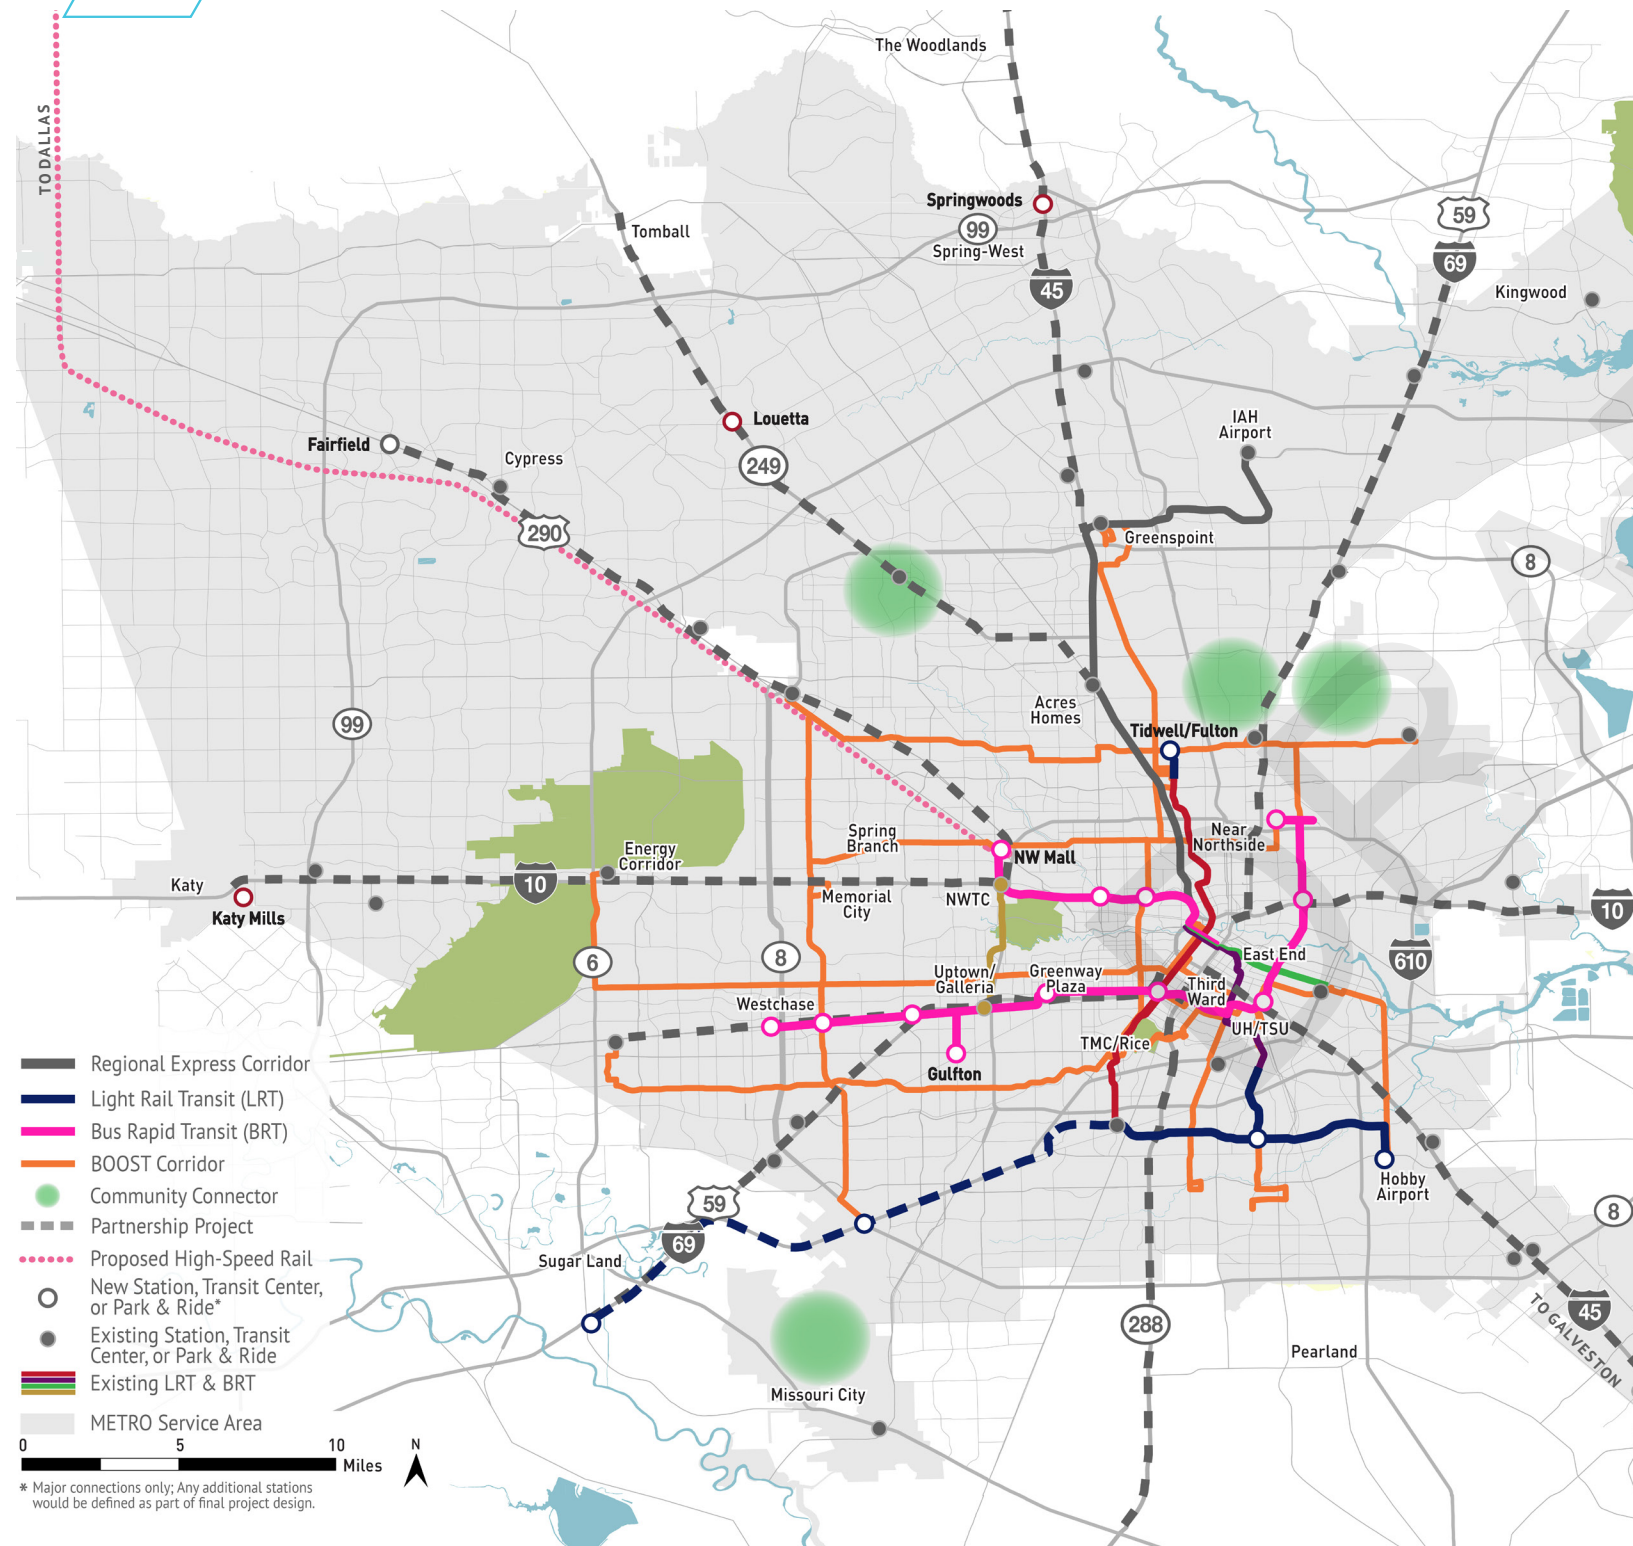 The Woodlands
TO DALLAS
Springwoods
99
Spring-West
Tomball
59
69
45
Kingwood
Louetta
IAH
Airport
Fairfield
Cypress
249
290
Greenspoint
8
Acres
Homes
99
Tidwell/Fulton
Spring
Branch
Near
Northside
Energy
Corridor
NW Mall
Katy
10
Katy Mills
Memorial
City
NWTC
10
6
8
East End
610
Uptown/
Galleria
Greenway
Plaza
Third
Ward
Westchase
UH/TSU
TMC/Rice
Gulfton
Regional Express Corridor
Light Rail Transit (LRT)
Bus Rapid Transit (BRT)
BOOST Corridor
Community Connector
Partnership Project
Proposed High-Speed Rail
New Station, Transit Center,
or Park & Ride*
Existing Station, Transit
Center, or Park & Ride
Existing LRT & BRT
METRO Service Area
59
69
Sugar Land
Hobby
Airport
8
288
45
TO GALVESTON
Pearland
Missouri City
0 5 10
Miles
N
* Major connections only; Any additional stations
would be defined as part of final project design.